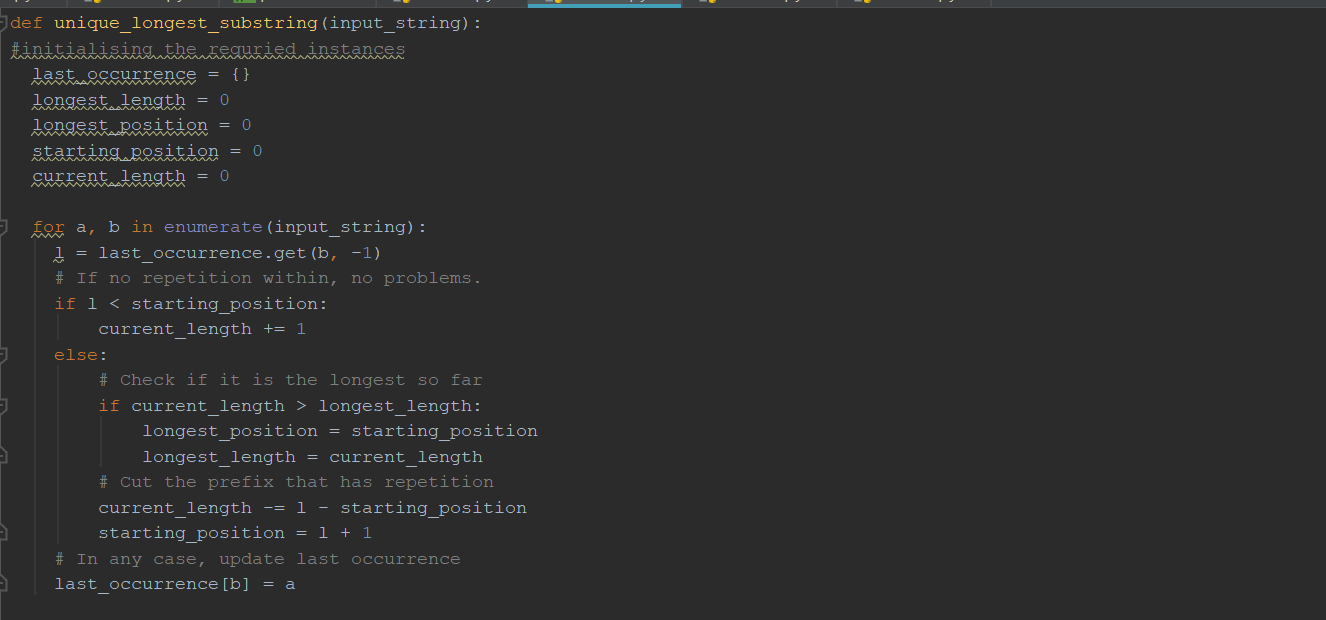 def unique_longest_substring(input_string):
#initialising the requried instances
last_occurrence = {}
longest_length = 0
longest_position = 0
starting_position = 0
current_length = 0
for a, b in enumerate(input_string):
l = last_occurrence.get(b, -1)
# If no repetition within, no problems.
if l < starting_position:
current_length += 1
else:
# Check if it is the longest so far
if current_length > longest_length:
longest_position = starting_position
longest_length = current_length
# Cut the prefix that has repetition
current_length -= l - starting_position
starting_position = l + 1
# In any case, update last occurrence
last_occurrence[b] = a